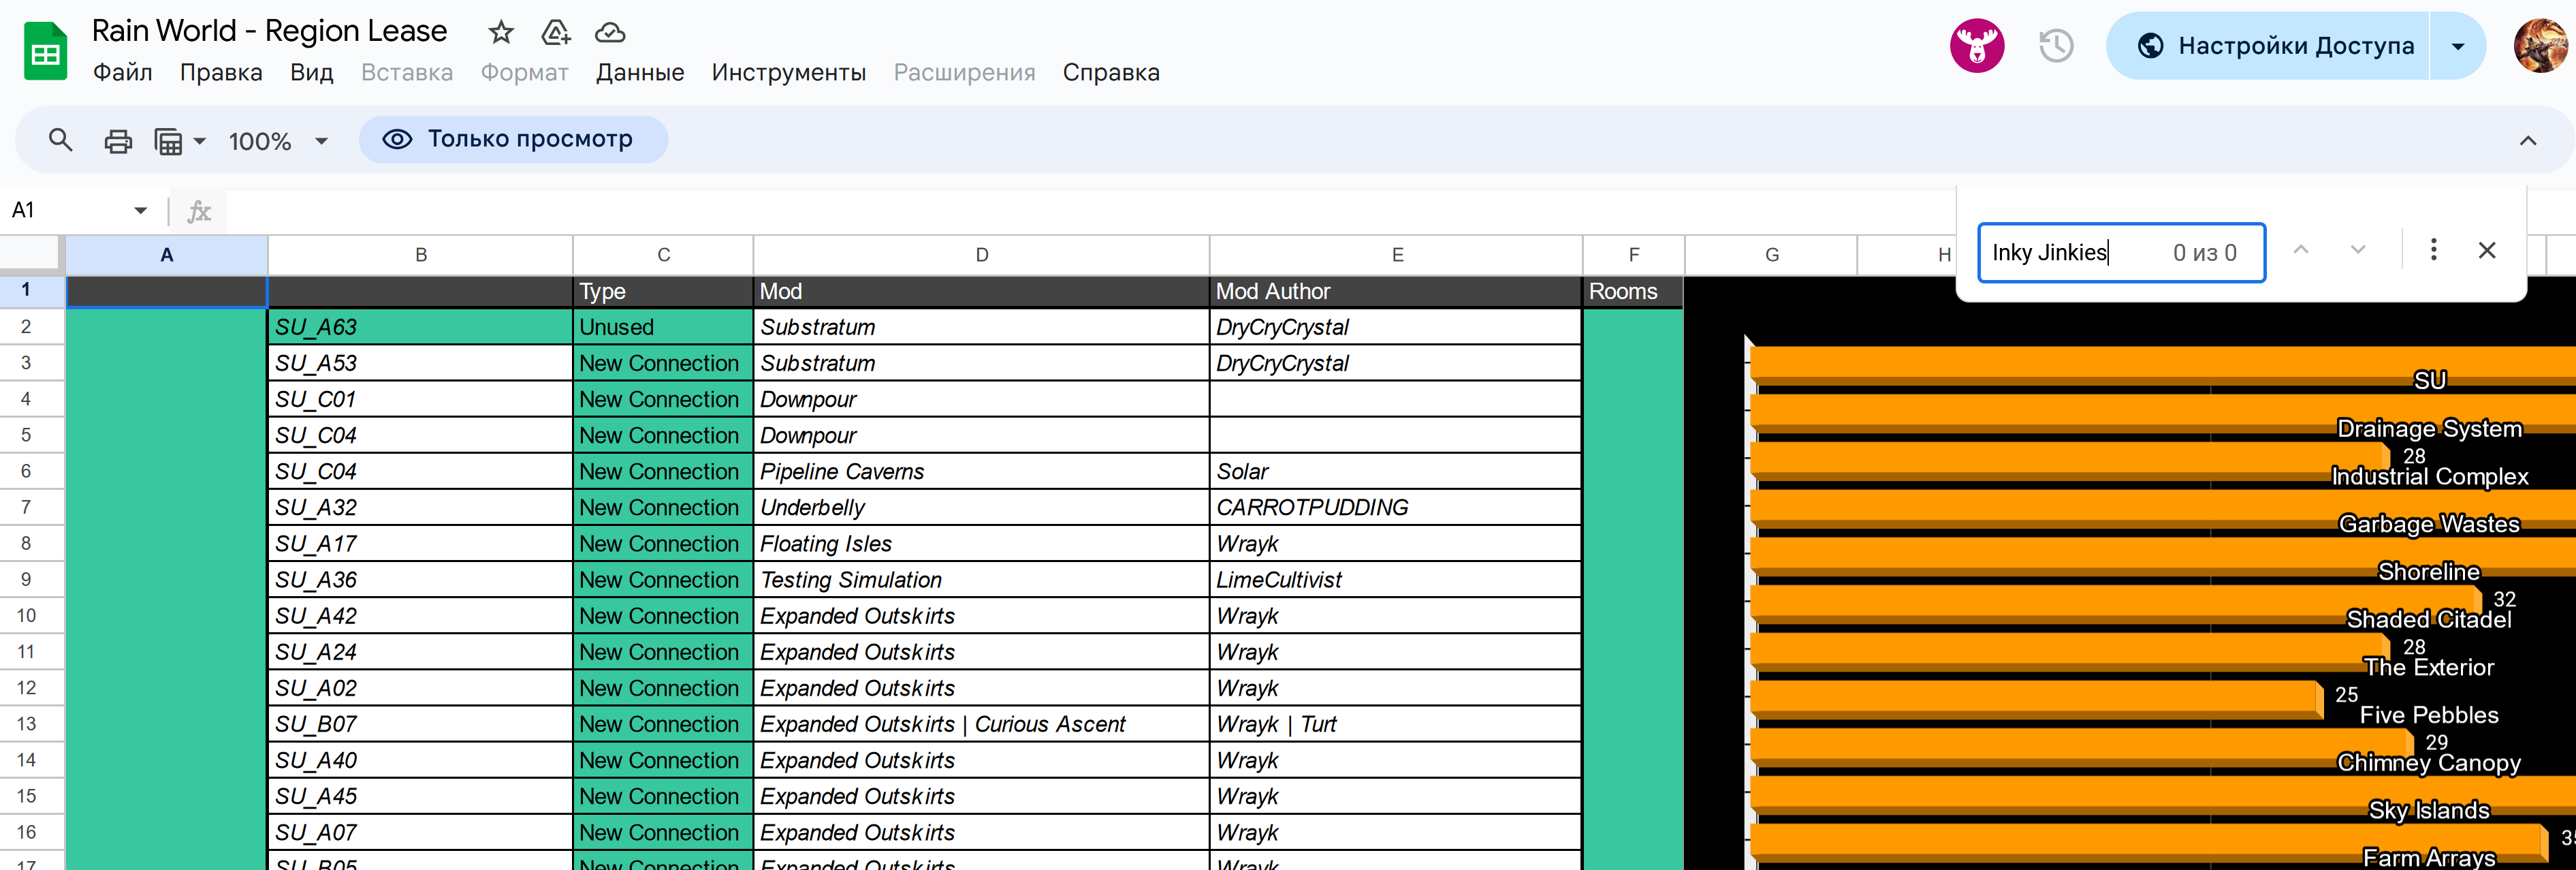 Rain World - Region Lease
Файл Правка Вид Вставка Формат Данные Инструменты Расширения Справка
Настройки Доступа
100% Только просмотр
A1 fx
Inky Jinkies 0 из 0
A B C D E F G H
1 Type Mod Mod Author Rooms
2 SU_A63 Unused Substratum DryCryCrystal
3 SU_A53 New Connection Substratum DryCryCrystal
4 SU_C01 New Connection Downpour
5 SU_C04 New Connection Downpour
6 SU_C04 New Connection Pipeline Caverns Solar
7 SU_A32 New Connection Underbelly CARROTPUDDING
8 SU_A17 New Connection Floating Isles Wrayk
9 SU_A36 New Connection Testing Simulation LimeCultivist
10 SU_A42 New Connection Expanded Outskirts Wrayk
11 SU_A24 New Connection Expanded Outskirts Wrayk
12 SU_A02 New Connection Expanded Outskirts Wrayk
13 SU_B07 New Connection Expanded Outskirts | Curious Ascent Wrayk | Turt
14 SU_A40 New Connection Expanded Outskirts Wrayk
15 SU_A45 New Connection Expanded Outskirts Wrayk
16 SU_A07 New Connection Expanded Outskirts Wrayk
17 SU_B05 New Connection Expanded Outskirts Wrayk
SU
Drainage System
28
Industrial Complex
Garbage Wastes
Shoreline
32
Shaded Citadel
28
The Exterior
25
Five Pebbles
29
Chimney Canopy
Sky Islands
Farm Arrays